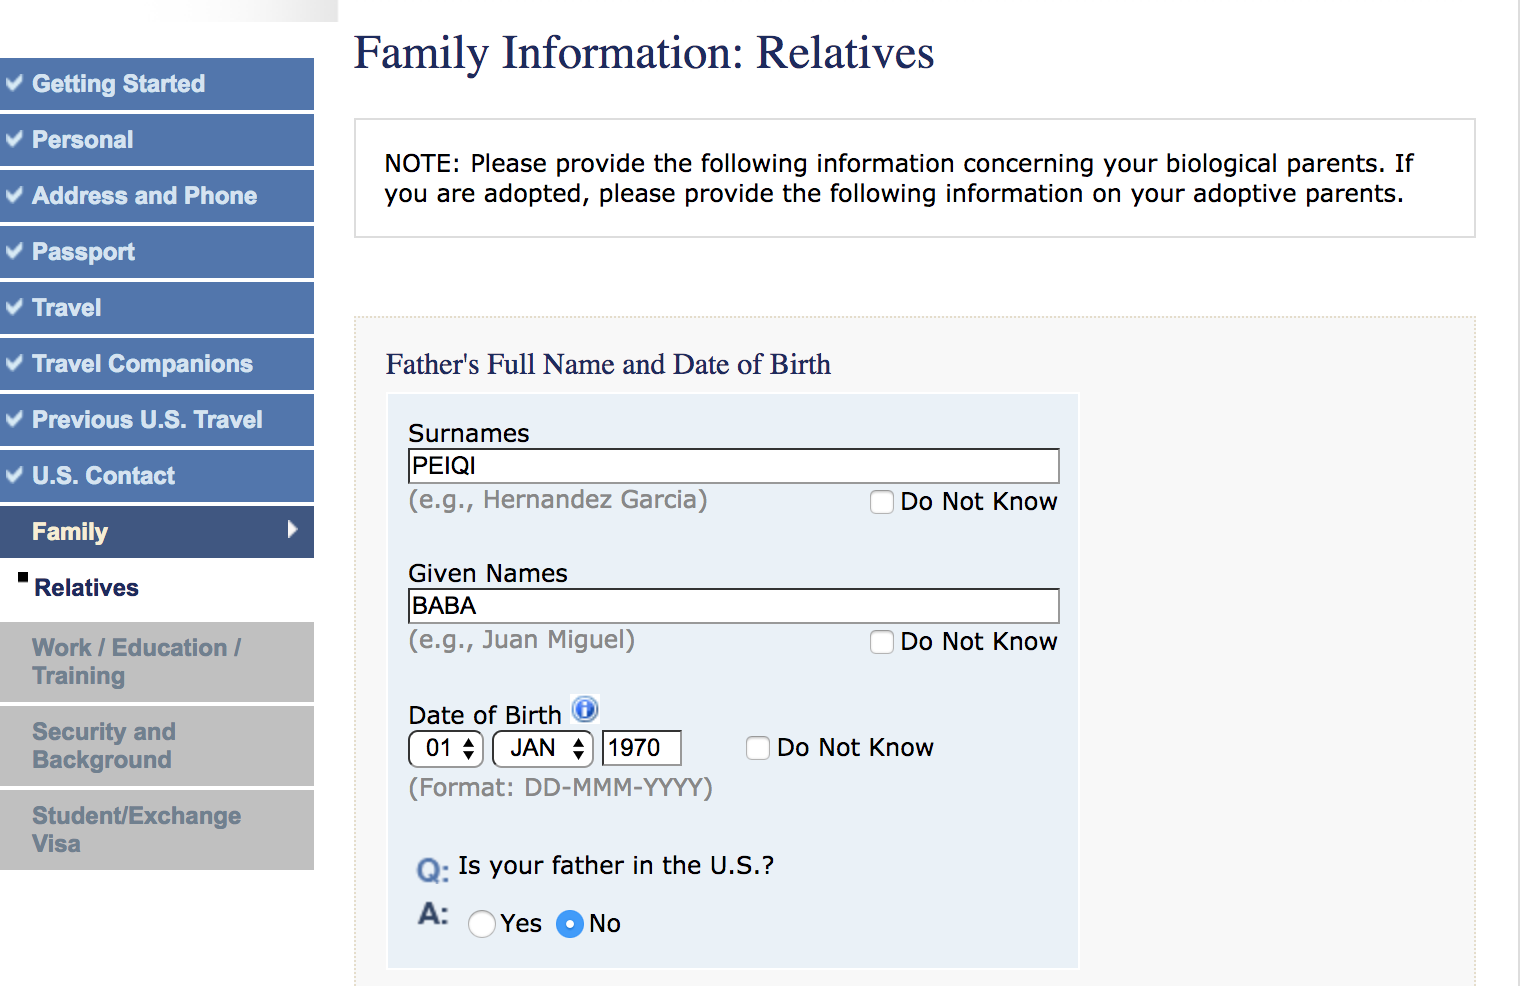 Getting Started
Personal
Address and Phone
Passport
Travel
Travel Companions
Previous U.S. Travel
U.S. Contact
Family
Relatives
Work / Education /
Training
Security and
Background
Student/Exchange
Visa
Family Information: Relatives
NOTE: Please provide the following information concerning your biological parents. If
you are adopted, please provide the following information on your adoptive parents.
Father's Full Name and Date of Birth
Surnames
PEIQI
(e.g., Hernandez Garcia) Do Not Know
Given Names
BABA
(e.g., Juan Miguel) Do Not Know
Date of Birth
01 JAN 1970 Do Not Know
(Format: DD-MMM-YYYY)
Q: Is your father in the U.S.?
A: Yes No